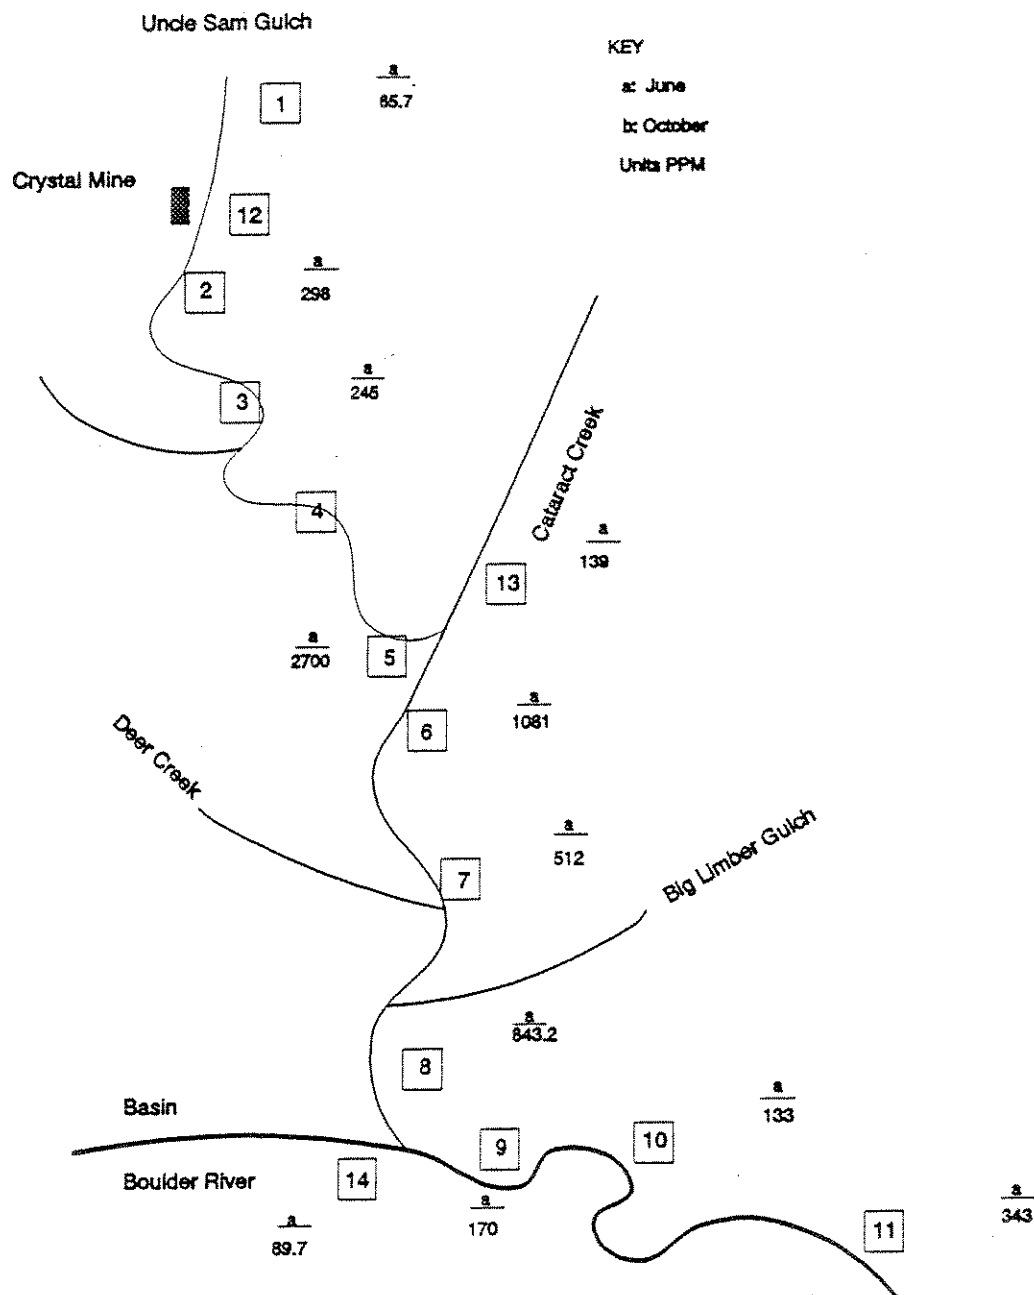 Uncle Sam Gulch
KEY
a: June
b: October
Units PPM
1
a
65.7
Crystal Mine
12
2
a
298
3
a
245
Cataract Creek
4
a
139
13
a
2700
5
6
a
1081
Deer Creek
7
a
512
Big Limber Gulch
a
843.2
8
Basin
a
133
9
10
Boulder River
14
a
170
a
89.7
11
a
343